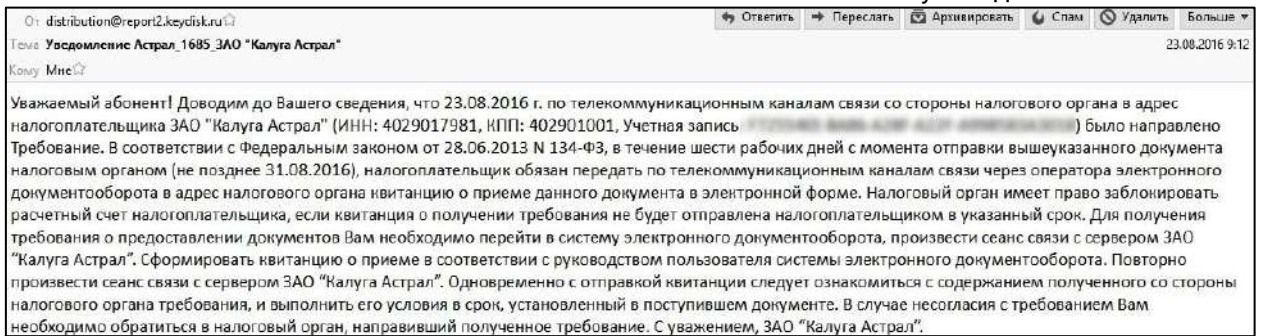 От distribution@report2.keydisk.ru
Ответить Переслать Архивировать Спам Удалить Больше
Тема Уведомление Астрал_1685_ЗАО "Калуга Астрал"
23.08.2016 9:12
Кому Мне
Уважаемый абонент! Доводим до Вашего сведения, что 23.08.2016 г. по телекоммуникационным каналам связи со стороны налогового органа в адрес
налогоплательщика ЗАО "Калуга Астрал" (ИНН: 4029017981, КПП: 402901001, Учетная запись ) было направлено
Требование. В соответствии с Федеральным законом от 28.06.2013 N 134-ФЗ, в течение шести рабочих дней с момента отправки вышеуказанного документа
налоговым органом (не позднее 31.08.2016), налогоплательщик обязан передать по телекоммуникационным каналам связи через оператора электронного
документооборота в адрес налогового органа квитанцию о приеме данного документа в электронной форме. Налоговый орган имеет право заблокировать
расчетный счет налогоплательщика, если квитанция о получении требования не будет отправлена налогоплательщиком в указанный срок. Для получения
требования о предоставлении документов Вам необходимо перейти в систему электронного документооборота, произвести сеанс связи с сервером ЗАО
"Калуга Астрал". Сформировать квитанцию о приеме в соответствии с руководством пользователя системы электронного документооборота. Повторно
произвести сеанс связи с сервером ЗАО "Калуга Астрал". Одновременно с отправкой квитанции следует ознакомиться с содержанием полученного со стороны
налогового органа требования, и выполнить его условия в срок, установленный в поступившем документе. В случае несогласия с требованием Вам
необходимо обратиться в налоговый орган, направивший полученное требование. С уважением, ЗАО "Калуга Астрал".